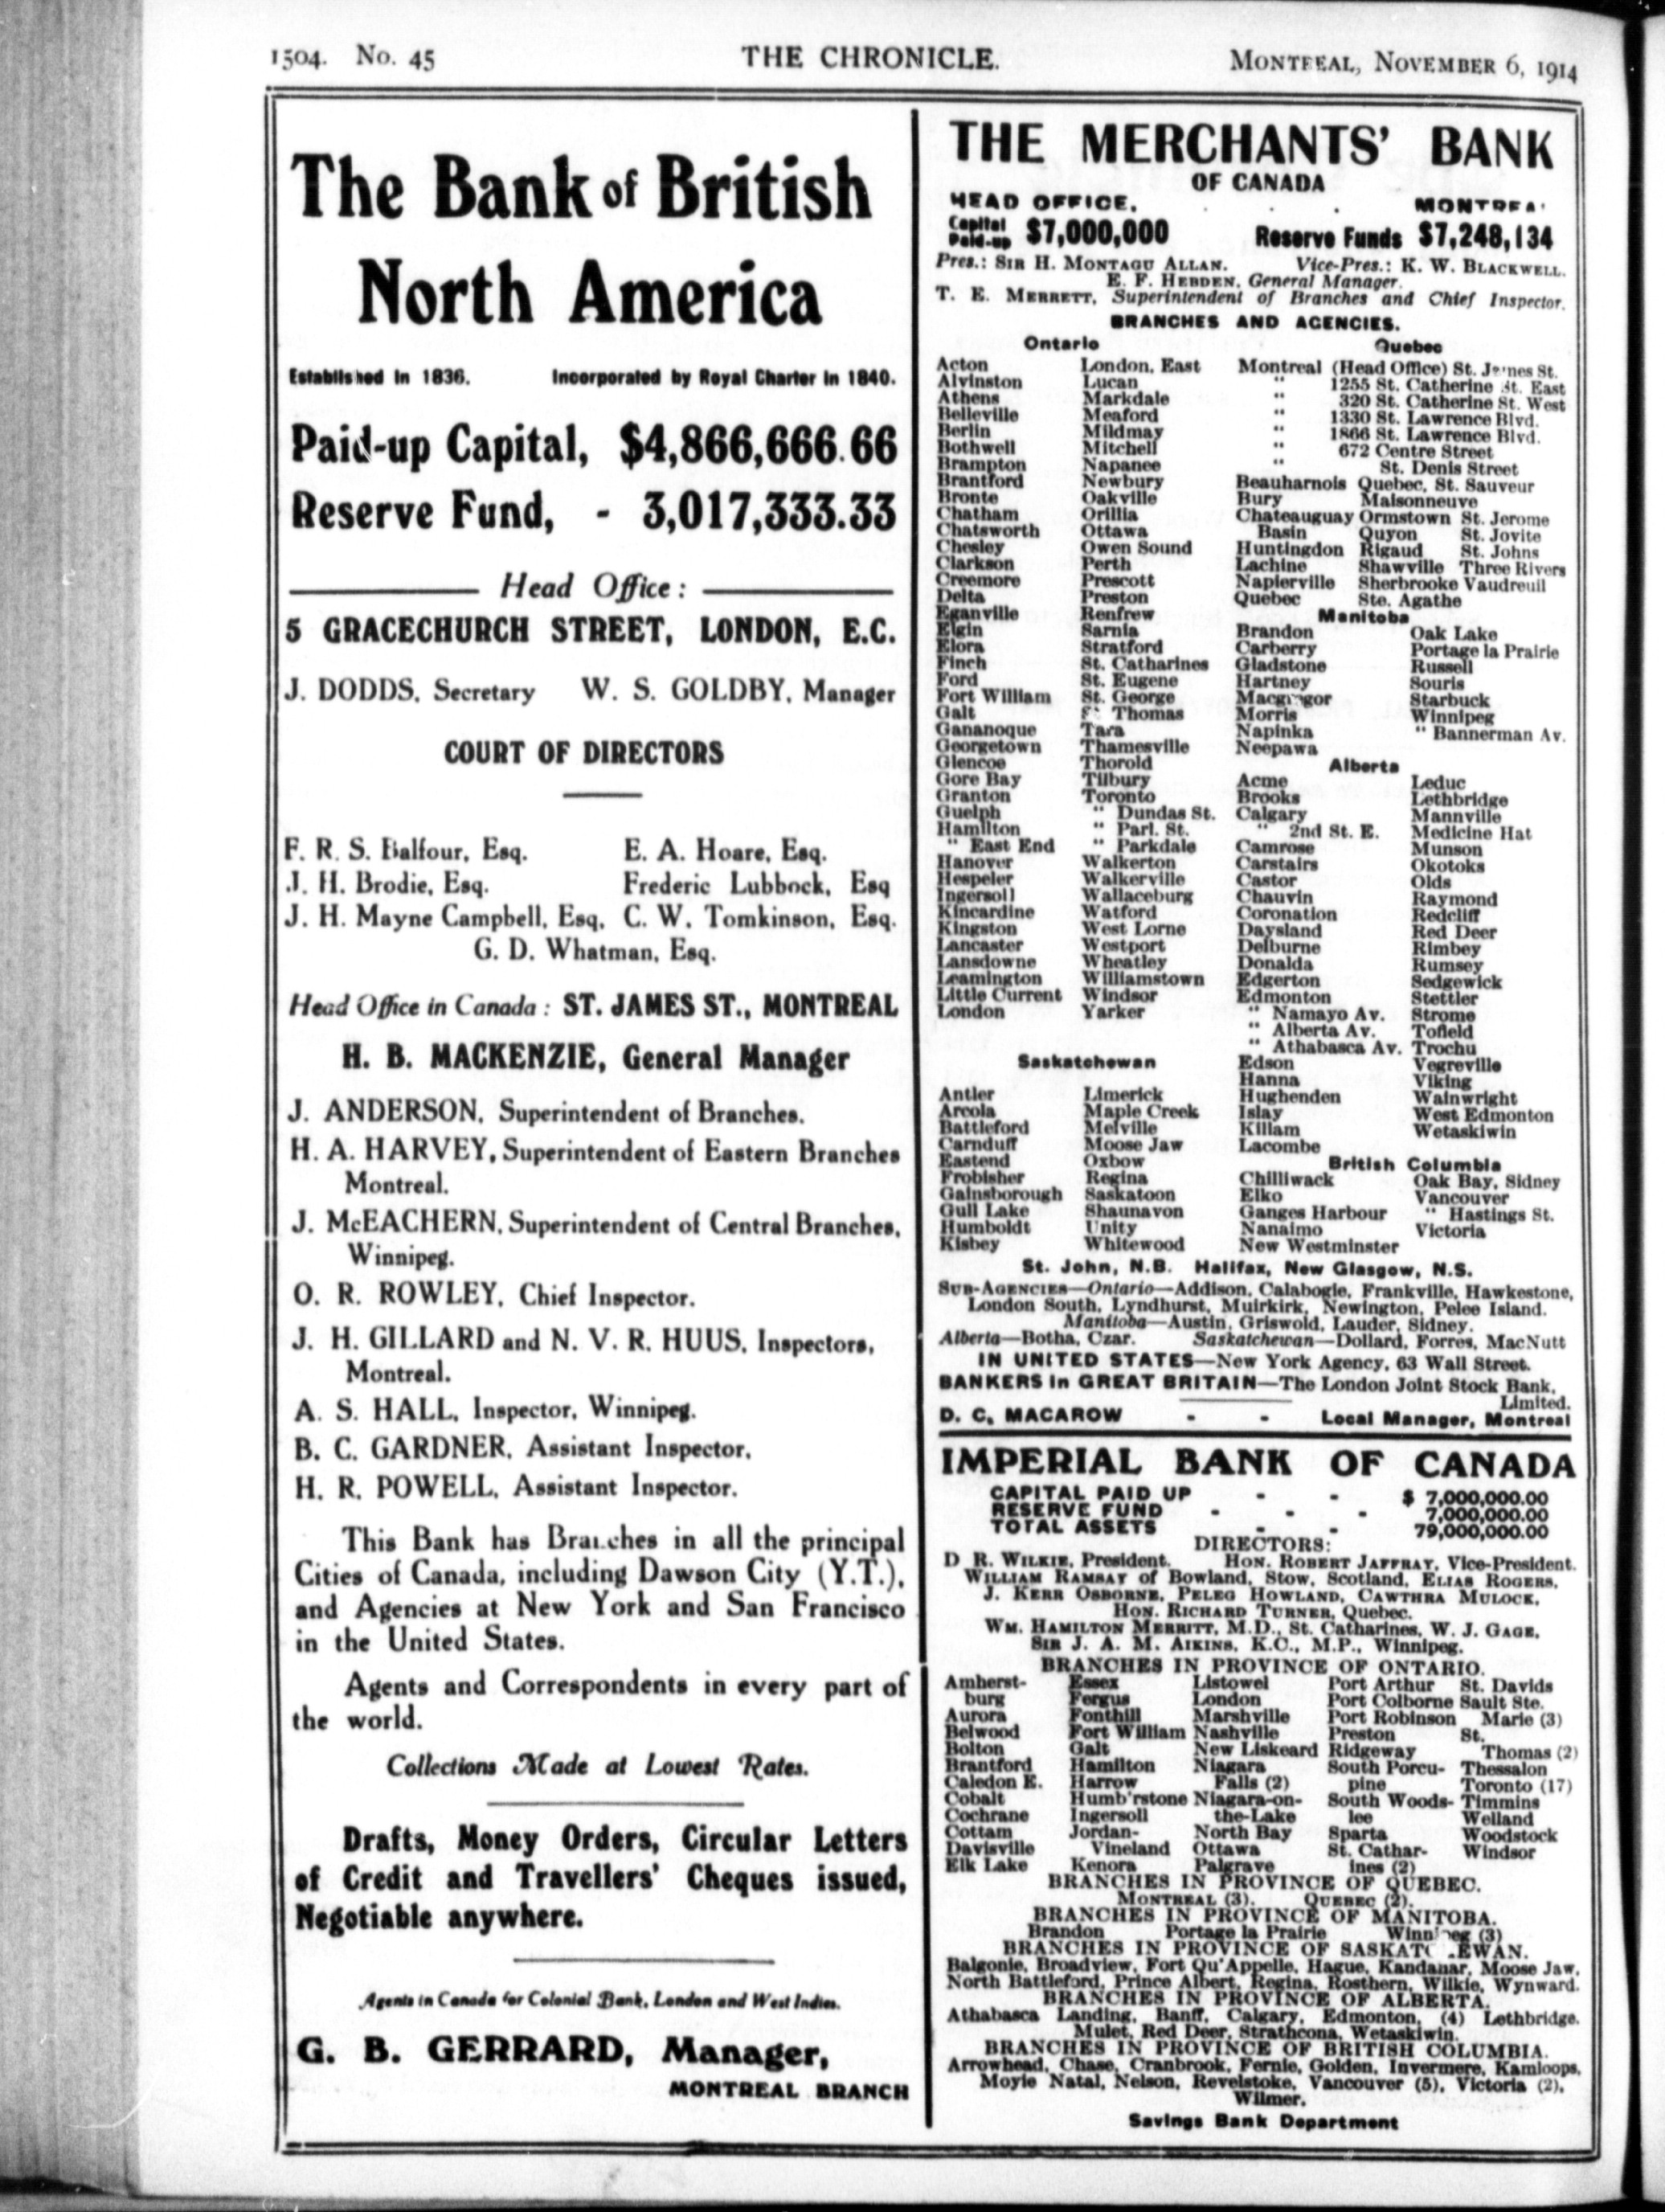 1504. No. 45 THE CHRONICLE. MONTREAL, NOVEMBER 6, 1914
The Bank of British
North America
Established in 1836. Incorporated by Royal Charter in 1840.
Paid-up Capital, $4,866,666.66
Reserve Fund, - 3,017,333.33
Head Office:
5 GRACECHURCH STREET, LONDON, E.C.
J. DODDS, Secretary W. S. GOLDBY, Manager
COURT OF DIRECTORS
F. R. S. Balfour, Esq. E. A. Hoare, Esq.
J. H. Brodie, Esq. Frederic Lubbock, Esq
J. H. Mayne Campbell, Esq. C. W. Tomkinson, Esq.
G. D. Whatman, Esq.
Head Office in Canada: ST. JAMES ST., MONTREAL
H. B. MACKENZIE, General Manager
J. ANDERSON, Superintendent of Branches.
H. A. HARVEY, Superintendent of Eastern Branches
Montreal.
J. McEACHERN, Superintendent of Central Branches,
Winnipeg.
O. R. ROWLEY, Chief Inspector.
J. H. GILLARD and N. V. R. HUUS, Inspectors,
Montreal.
A. S. HALL, Inspector, Winnipeg.
B. C. GARDNER, Assistant Inspector.
H. R. POWELL, Assistant Inspector.
This Bank has Branches in all the principal
Cities of Canada, including Dawson City (Y.T.),
and Agencies at New York and San Francisco
in the United States.
Agents and Correspondents in every part of
the world.
Collections Made at Lowest Rates.
Drafts, Money Orders, Circular Letters
of Credit and Travellers' Cheques issued,
Negotiable anywhere.
Agents in Canada for Colonial Bank, London and West Indies.
G. B. GERRARD, Manager,
MONTREAL BRANCH
THE MERCHANTS' BANK
OF CANADA
HEAD OFFICE, . . . MONTREAL
Capital Paid-up $7,000,000 Reserve Funds $7,248,134
Pres.: SIR H. MONTAGU ALLAN. Vice-Pres.: K. W. BLACKWELL.
E. F. HEBDEN, General Manager.
T. E. MERRETT, Superintendent of Branches and Chief Inspector.
BRANCHES AND AGENCIES.
Ontario
Acton London, East
Alvinston Lucan
Athens Markdale
Belleville Meaford
Berlin Mildmay
Bothwell Mitchell
Brampton Napanee
Brantford Newbury
Bronte Oakville
Chatham Orillia
Chatsworth Ottawa
Chesley Owen Sound
Clarkson Perth
Creemore Prescott
Delta Preston
Eganville Renfrew
Elgin Sarnia
Elora Stratford
Finch St. Catharines
Ford St. Eugene
Fort William St. George
Galt St. Thomas
Gananoque Tara
Georgetown Thamesville
Glencoe Thorold
Gore Bay Tilbury
Granton Toronto
Guelph " Dundas St.
Hamilton " Parl. St.
" East End " Parkdale
Hanover Walkerton
Hespeler Walkerville
Ingersoll Wallaceburg
Kincardine Watford
Kingston West Lorne
Lancaster Westport
Lansdowne Wheatley
Leamington Williamstown
Little Current Windsor
London Yarker
Saskatchewan
Antler Limerick
Arcola Maple Creek
Battleford Melville
Carnduff Moose Jaw
Eastend Oxbow
Frobisher Regina
Gainsborough Saskatoon
Gull Lake Shaunavon
Humboldt Unity
Kisbey Whitewood
Quebec
Montreal (Head Office) St. James St.
" 1255 St. Catherine St. East
" 320 St. Catherine St. West
" 1330 St. Lawrence Blvd.
" 1866 St. Lawrence Blvd.
" 672 Centre Street
" St. Denis Street
Beauharnois Quebec, St. Sauveur
Bury Maisonneuve
Chateauguay Ormstown St. Jerome
Basin Quyon St. Jovite
Huntingdon Rigaud St. Johns
Lachine Shawville Three Rivers
Napierville Sherbrooke Vaudreuil
Quebec Ste. Agathe
Manitoba
Brandon Oak Lake
Carberry Portage la Prairie
Gladstone Russell
Hartney Souris
Macgregor Starbuck
Morris Winnipeg
Napinka " Bannerman Av.
Neepawa
Alberta
Acme Leduc
Brooks Lethbridge
Calgary Mannville
" 2nd St. E. Medicine Hat
Camrose Munson
Carstairs Okotoks
Castor Olds
Chauvin Raymond
Coronation Redcliff
Daysland Red Deer
Delburne Rimbey
Donalda Rumsey
Edgerton Sedgewick
Edmonton Stettler
" Namayo Av. Strome
" Alberta Av. Tofield
" Athabasca Av. Trochu
Edson Vegreville
Hanna Viking
Hughenden Wainwright
Islay West Edmonton
Killam Wetaskiwin
Lacombe
British Columbia
Chilliwack Oak Bay, Sidney
Elko Vancouver
Ganges Harbour " Hastings St.
Nanaimo Victoria
New Westminster
St. John, N.B. Halifax, New Glasgow, N.S.
SUB-AGENCIES—Ontario—Addison, Calabogie, Frankville, Hawkestone,
London South, Lyndhurst, Muirkirk, Newington, Pelee Island.
Manitoba—Austin, Griswold, Lauder, Sidney.
Alberta—Botha, Czar. Saskatchewan—Dollard, Forres, MacNutt
IN UNITED STATES—New York Agency, 63 Wall Street.
BANKERS in GREAT BRITAIN—The London Joint Stock Bank,
Limited.
D. C. MACAROW - - Local Manager, Montreal
IMPERIAL BANK OF CANADA
CAPITAL PAID UP - - $ 7,000,000.00
RESERVE FUND - - - 7,000,000.00
TOTAL ASSETS - - 79,000,000.00
DIRECTORS:
D R. WILKIE, President. HON. ROBERT JAFFRAY, Vice-President.
WILLIAM RAMSAY of Bowland, Stow, Scotland, ELIAS ROGERS,
J. KERR OSBORNE, PELEG HOWLAND, CAWTHRA MULOCK,
HON. RICHARD TURNER, Quebec.
WM. HAMILTON MERRITT, M.D., St. Catharines, W. J. GAGE,
SIR J. A. M. AIKINS, K.C., M.P., Winnipeg.
BRANCHES IN PROVINCE OF ONTARIO.
Amherst- Essex Listowel Port Arthur St. Davids
burg Fergus London Port Colborne Sault Ste.
Aurora Fonthill Marshville Port Robinson Marie (3)
Belwood Fort William Nashville Preston St.
Bolton Galt New Liskeard Ridgeway Thomas (2)
Brantford Hamilton Niagara South Porcu- Thessalon
Caledon E. Harrow Falls (2) pine Toronto (17)
Cobalt Humb'rstone Niagara-on- South Woods- Timmins
Cochrane Ingersoll the-Lake lee Welland
Cottam Jordan- North Bay Sparta Woodstock
Davisville Vineland Ottawa St. Cathar- Windsor
Elk Lake Kenora Palgrave ines (2)
BRANCHES IN PROVINCE OF QUEBEC.
MONTREAL (3). QUEBEC (2).
BRANCHES IN PROVINCE OF MANITOBA.
Brandon Portage la Prairie Winnipeg (3)
BRANCHES IN PROVINCE OF SASKATCHEWAN.
Balgonie, Broadview, Fort Qu'Appelle, Hague, Kandahar, Moose Jaw,
North Battleford, Prince Albert, Regina, Rosthern, Wilkie, Wynward.
BRANCHES IN PROVINCE OF ALBERTA.
Athabasca Landing, Banff, Calgary, Edmonton, (4) Lethbridge.
Mulet, Red Deer, Strathcona, Wetaskiwin.
BRANCHES IN PROVINCE OF BRITISH COLUMBIA.
Arrowhead, Chase, Cranbrook, Fernie, Golden, Invermere, Kamloops,
Moyie Natal, Nelson, Revelstoke, Vancouver (5), Victoria (2),
Wilmer.
Savings Bank Department